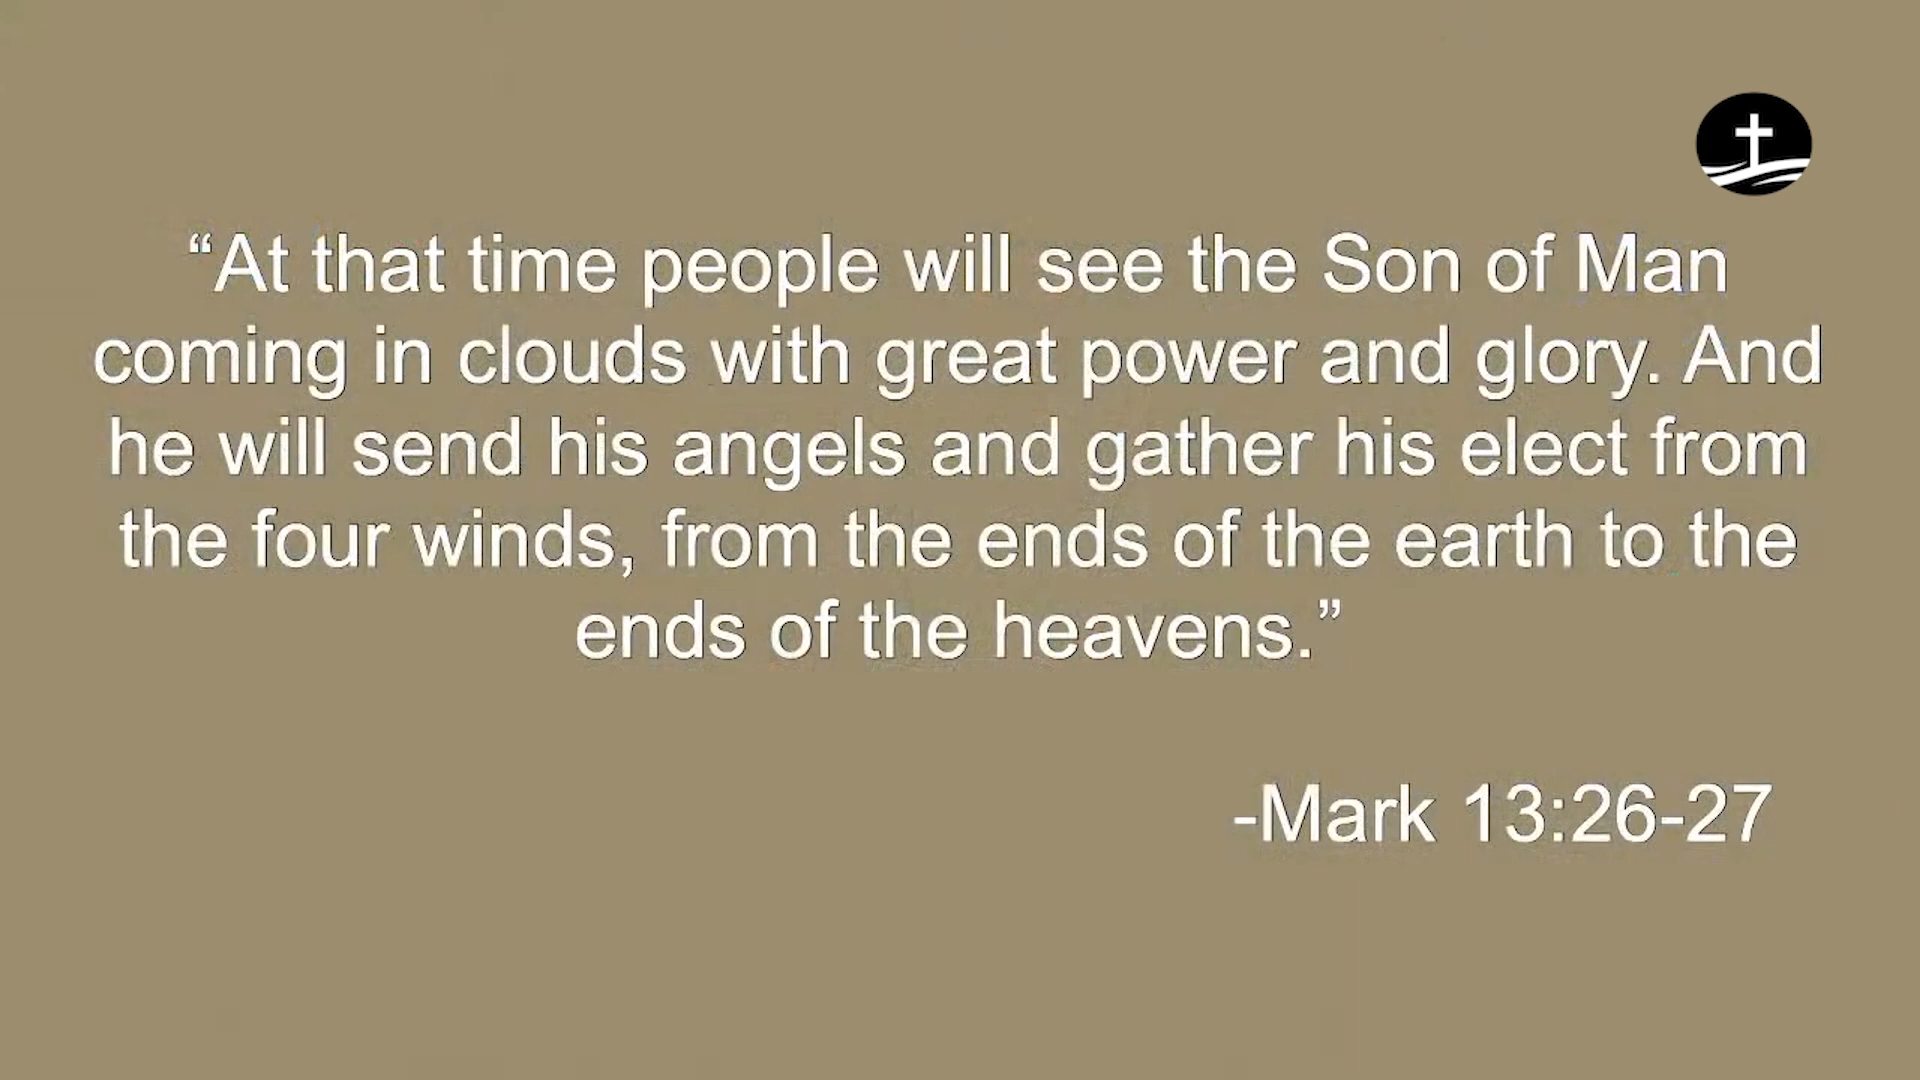 “At that time people will see the Son of Man
coming in clouds with great power and glory. And
he will send his angels and gather his elect from
the four winds, from the ends of the earth to the
ends of the heavens.”
-Mark 13:26-27